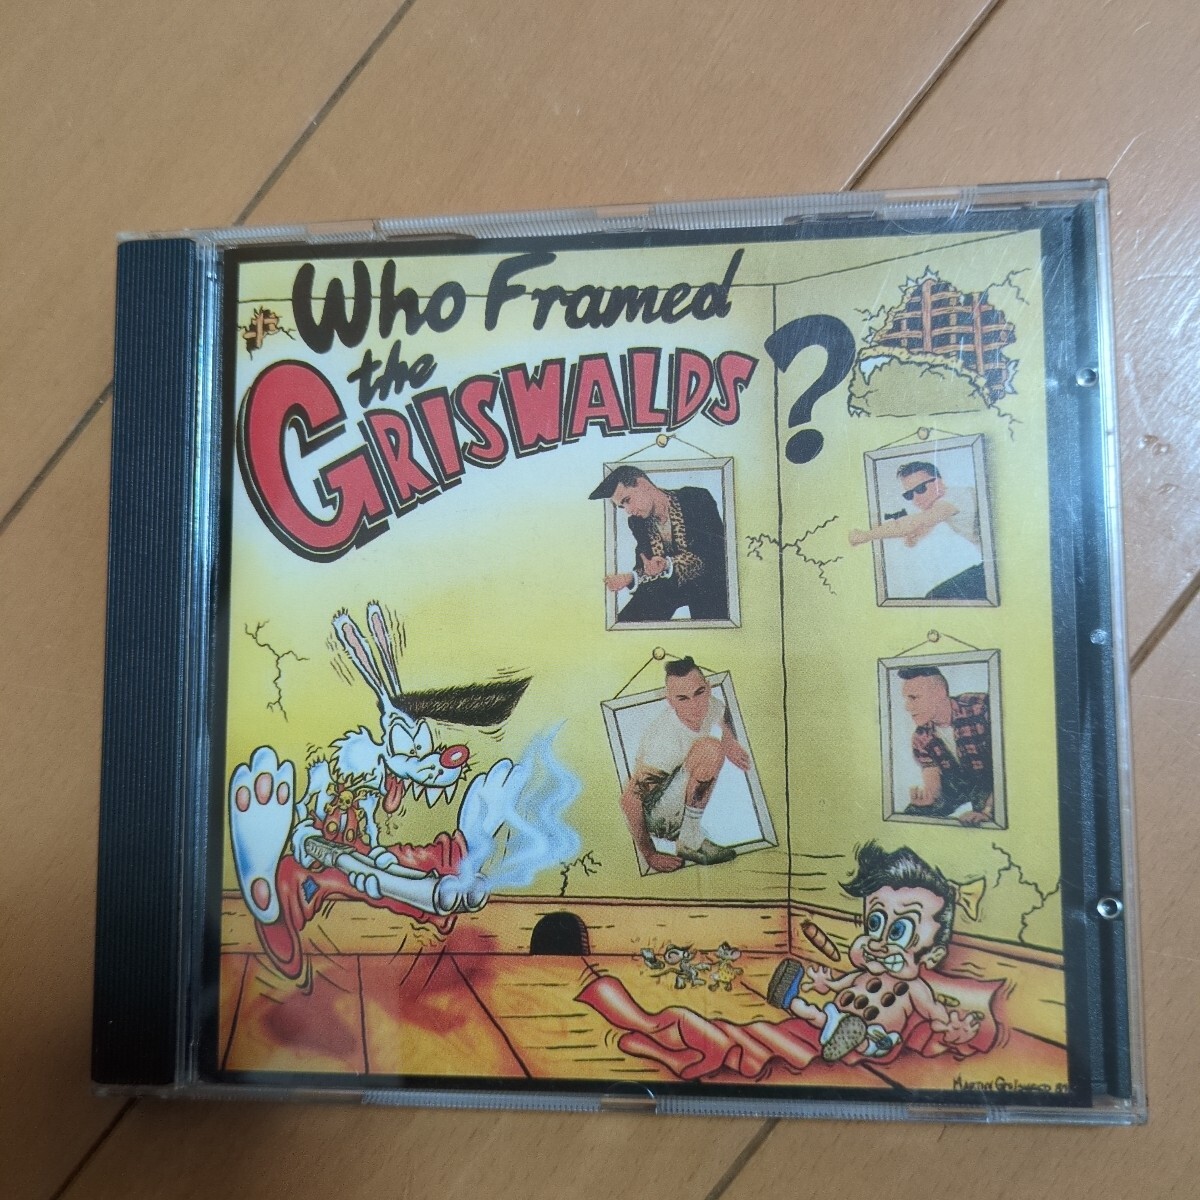 Who Framed
the
GRISWALDS?